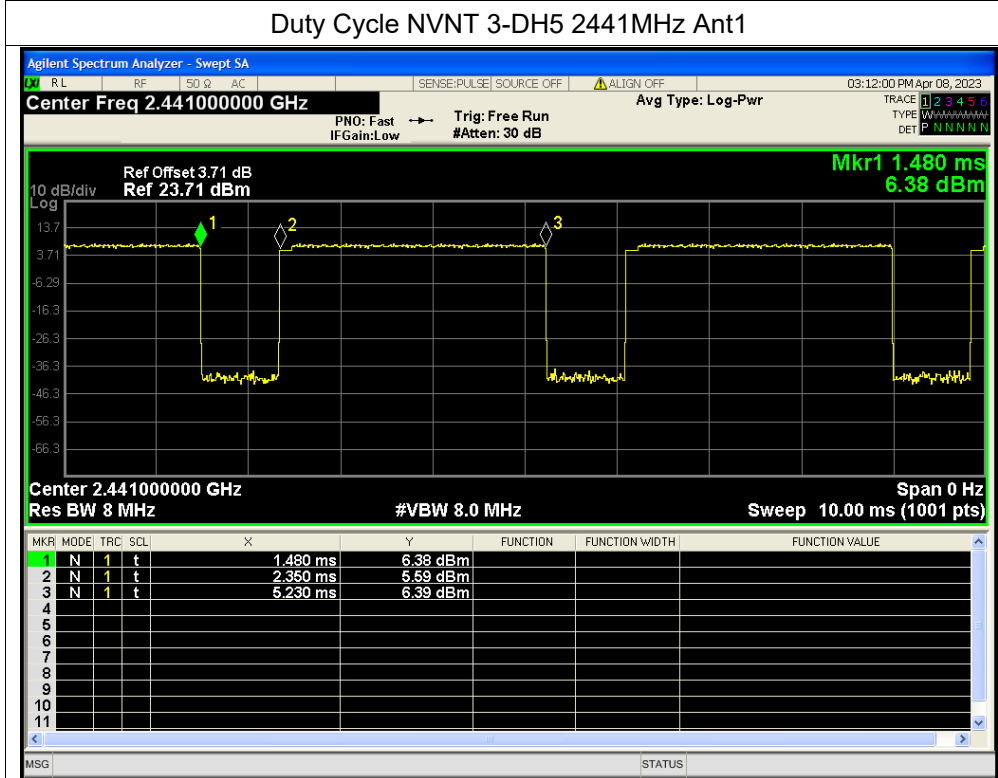 Duty Cycle NVNT 3-DH5 2441MHz Ant1
Agilent Spectrum Analyzer - Swept SA
LXI RL RF 50 Ω AC SENSE:PULSE SOURCE OFF ALIGN OFF 03:12:00 PM Apr 08, 2023
Center Freq 2.441000000 GHz Avg Type: Log-Pwr TRACE 1 2 3 4 5 6
PNO: Fast Trig: Free Run TYPE WWWWWW
IFGain:Low #Atten: 30 dB DET P N N N N N
Mkr1 1.480 ms
Ref Offset 3.71 dB
10 dB/div Ref 23.71 dBm 6.38 dBm
Log
13.7
3.71
-6.29
-16.3
-26.3
-36.3
-46.3
-56.3
-66.3
1 2 3
Center 2.441000000 GHz Span 0 Hz
Res BW 8 MHz #VBW 8.0 MHz Sweep 10.00 ms (1001 pts)
MKR MODE TRC SCL X Y FUNCTION FUNCTION WIDTH FUNCTION VALUE
1 N 1 t 1.480 ms 6.38 dBm
2 N 1 t 2.350 ms 5.59 dBm
3 N 1 t 5.230 ms 6.39 dBm
4
5
6
7
8
9
10
11
MSG STATUS